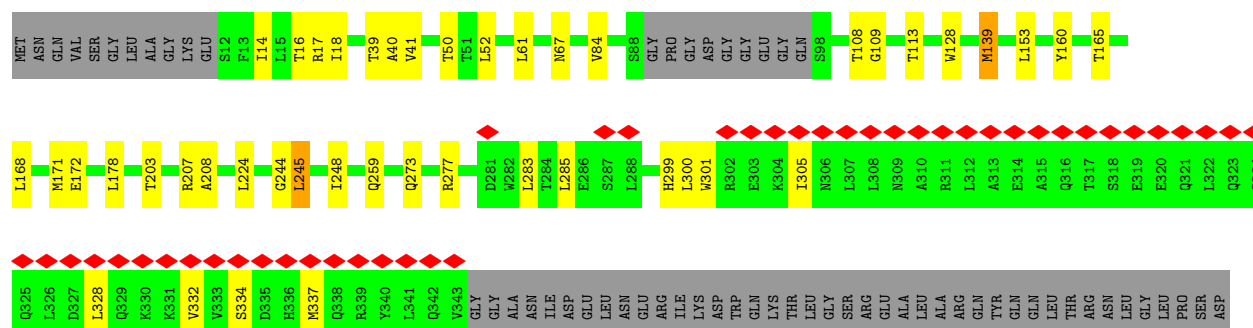 MET ASN GLN VAL SER GLY LEU ALA GLY LYS GLU S12 F13 I14 L15 T16 R17 I18 T39 A40 V41 T50 T51 L52 L61 N67 V84 S88 GLY PRO GLY ASP GLY GLY GLU GLY GLN S98 T108 G109 T113 W128 M139 L153 Y160 T165
L168 M171 E172 L178 T203 R207 A208 L224 G244 L245 I248 Q259 Q273 R277 D281 W282 L283 T284 L285 E286 S287 L288 H299 L300 W301 R302 E303 K304 I305 N306 L307 L308 N309 A310 R311 L312 A313 E314 A315 Q316 T317 S318 E319 E320 Q321 L322 Q323
Q325 L326 D327 L328 Q329 K330 K331 V332 V333 S334 D335 H336 M337 Q338 R339 Y340 L341 Q342 V343 GLY GLY ALA ASN ILE ASP GLU LEU ASN GLU ARG ILE LYS ASP TRP GLN LYS THR LEU GLY SER ARG GLU ALA LEU ALA ARG GLN TYR GLN GLN LEU THR ARG ASN LEU GLY LEU PRO SER ASP